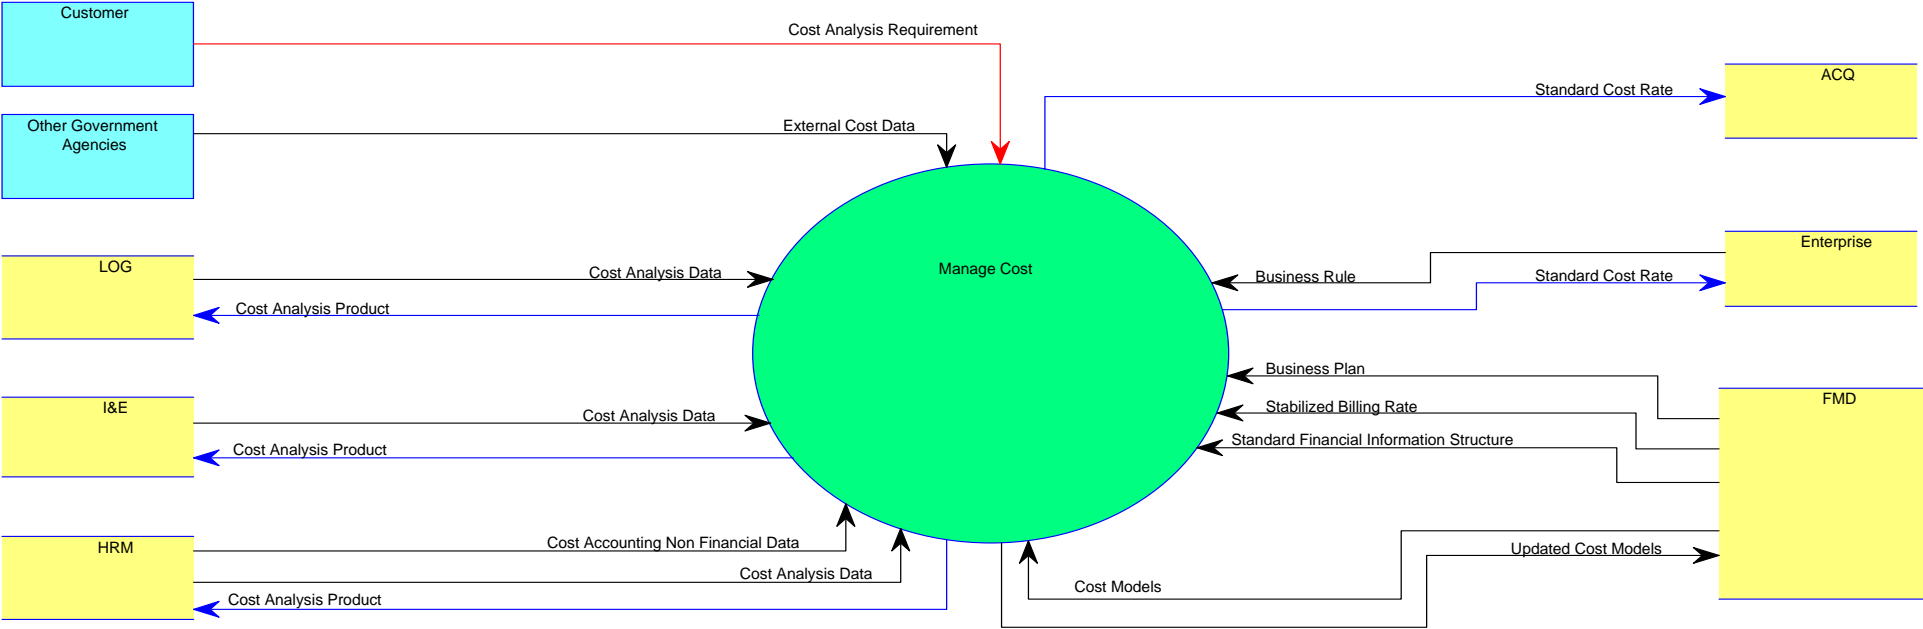 Customer
Cost Analysis Requirement
ACQ
Standard Cost Rate
Other Government
Agencies
External Cost Data
Enterprise
LOG
Cost Analysis Data
Manage Cost
Business Rule
Standard Cost Rate
Cost Analysis Product
Business Plan
FMD
I&E
Cost Analysis Data
Stabilized Billing Rate
Cost Analysis Product
Standard Financial Information Structure
HRM
Cost Accounting Non Financial Data
Updated Cost Models
Cost Analysis Data
Cost Models
Cost Analysis Product